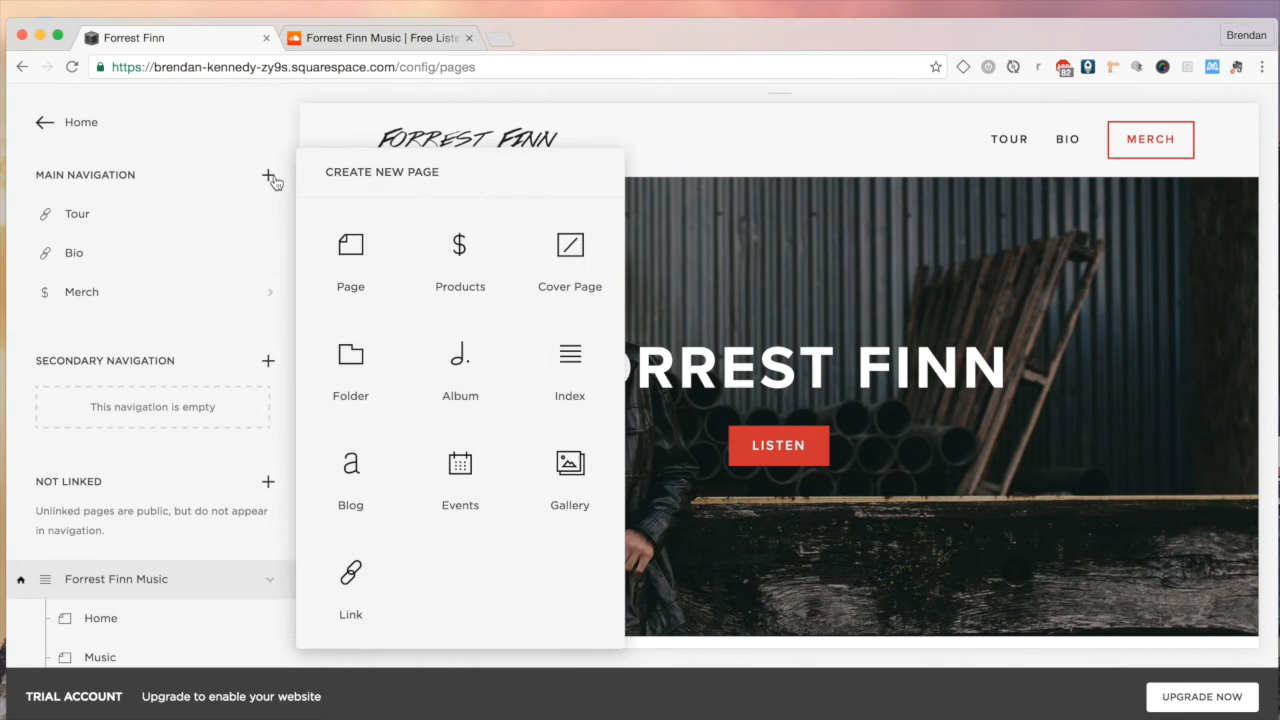 Forrest Finn
Forrest Finn Music | Free Liste
Brendan
https://brendan-kennedy-zy9s.squarespace.com/config/pages
r
82
Home
MAIN NAVIGATION
Tour
Bio
Merch
SECONDARY NAVIGATION
This navigation is empty
NOT LINKED
Unlinked pages are public, but do not appear
in navigation.
Forrest Finn Music
Home
Music
CREATE NEW PAGE
Page
Products
Cover Page
Folder
Album
Index
Blog
Events
Gallery
Link
FORREST FINN
TOUR
BIO
MERCH
ORREST FINN
LISTEN
TRIAL ACCOUNT
Upgrade to enable your website
UPGRADE NOW